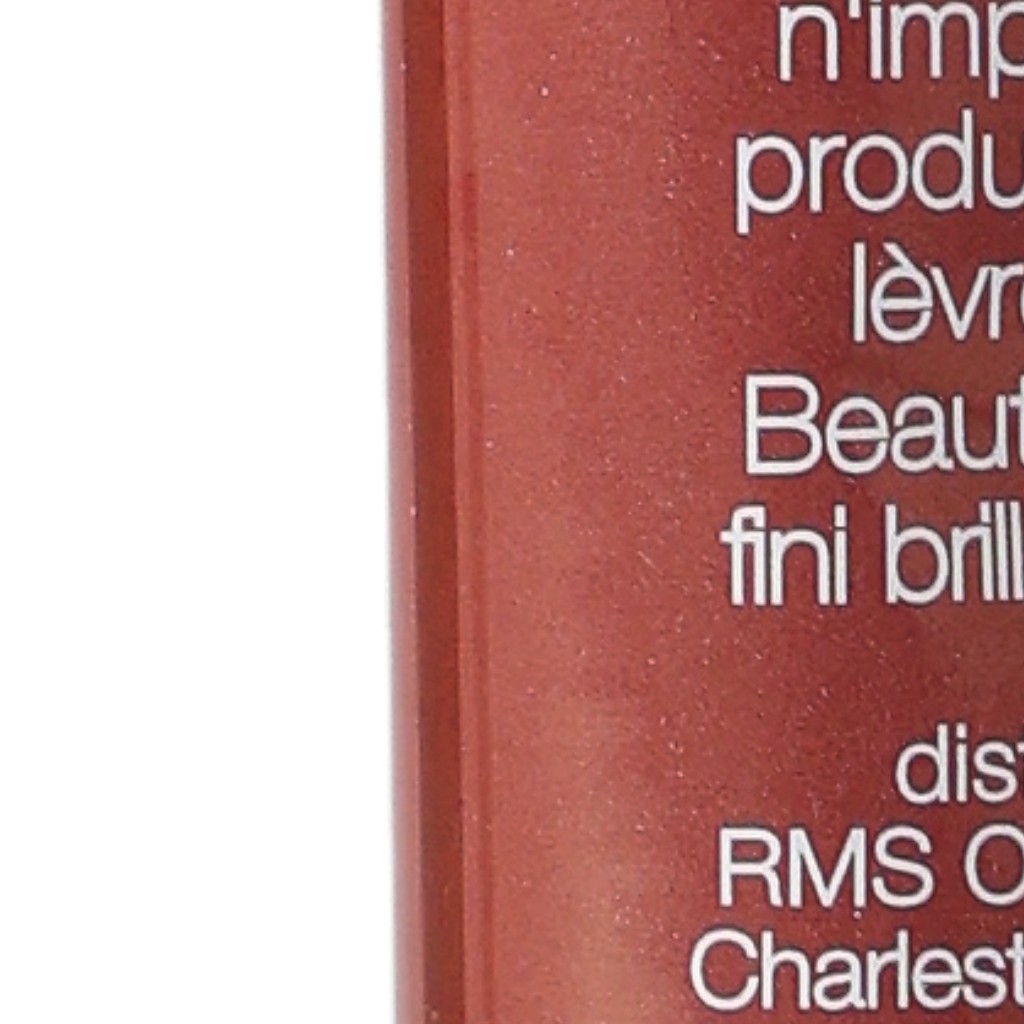 n'imp
produ
lèvr
Beaut
fini brill
dist
RMS O
Charlest